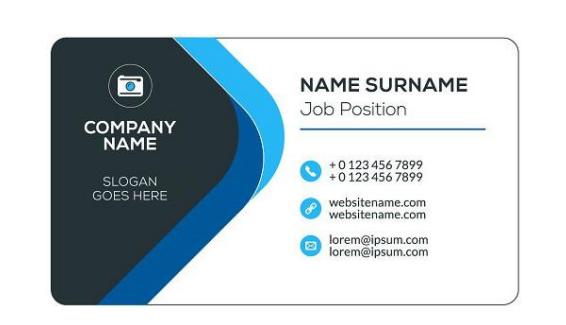 COMPANY
NAME
SLOGAN
GOES HERE
NAME SURNAME
Job Position
+ 0 123 456 7899
+ 0 123 456 7899
websitename.com
websitename.com
lorem@ipsum.com
lorem@ipsum.com